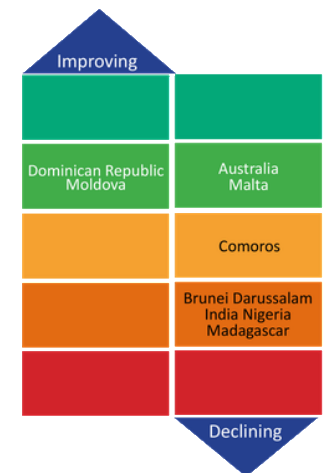 Improving
Dominican Republic
Moldova
Australia
Malta
Comoros
Brunei Darussalam
India Nigeria
Madagascar
Declining